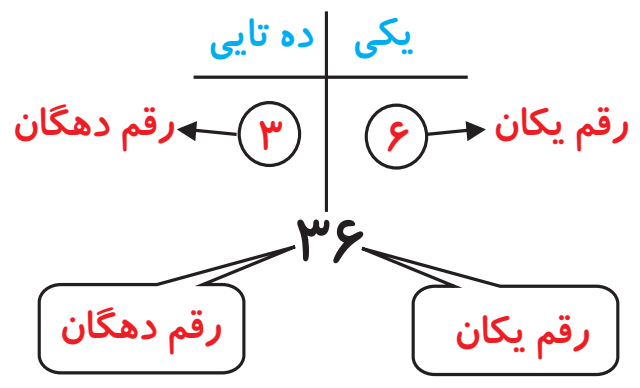 یکی ده تایی
رقم یکان ۶ ۳ رقم دهگان
۳۶
رقم یکان رقم دهگان